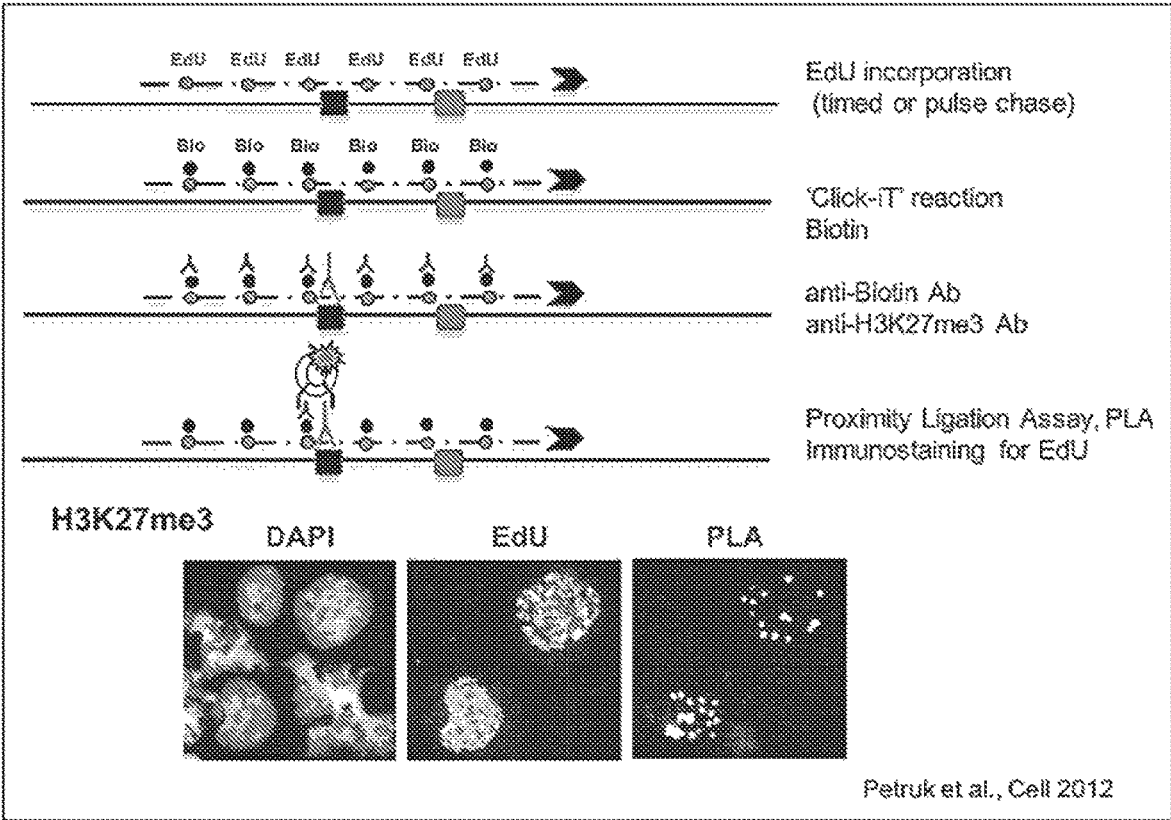 EdU EdU EdU EdU EdU EdU
EdU incorporation
(timed or pulse chase)
Bio Bio Bio Bio Bio Bio
'Click-iT' reaction
Biotin
anti-Biotin Ab
anti-H3K27me3 Ab
Proximity Ligation Assay, PLA
Immunostaining for EdU
H3K27me3
DAPI EdU PLA
Petruk et al., Cell 2012